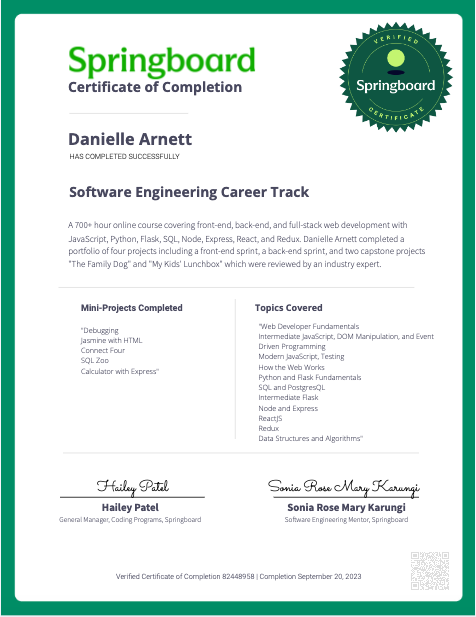 Springboard
Certificate of Completion
VERIFIED
Springboard
CERTIFICATE
Danielle Arnett
HAS COMPLETED SUCCESSFULLY
Software Engineering Career Track
A 700+ hour online course covering front-end, back-end, and full-stack web development with
JavaScript, Python, Flask, SQL, Node, Express, React, and Redux. Danielle Arnett completed a
portfolio of four projects including a front-end sprint, a back-end sprint, and two capstone projects
"The Family Dog" and "My Kids' Lunchbox" which were reviewed by an industry expert.
Mini-Projects Completed
"Debugging
Jasmine with HTML
Connect Four
SQL Zoo
Calculator with Express"
Topics Covered
"Web Developer Fundamentals
Intermediate JavaScript, DOM Manipulation, and Event
Driven Programming
Modern JavaScript, Testing
How the Web Works
Python and Flask Fundamentals
SQL and PostgresQL
Intermediate Flask
Node and Express
ReactJS
Redux
Data Structures and Algorithms"
Hailey Patel
Hailey Patel
General Manager, Coding Programs, Springboard
Sonia Rose Mary Karungi
Sonia Rose Mary Karungi
Software Engineering Mentor, Springboard
Verified Certificate of Completion 82448958 | Completion September 20, 2023